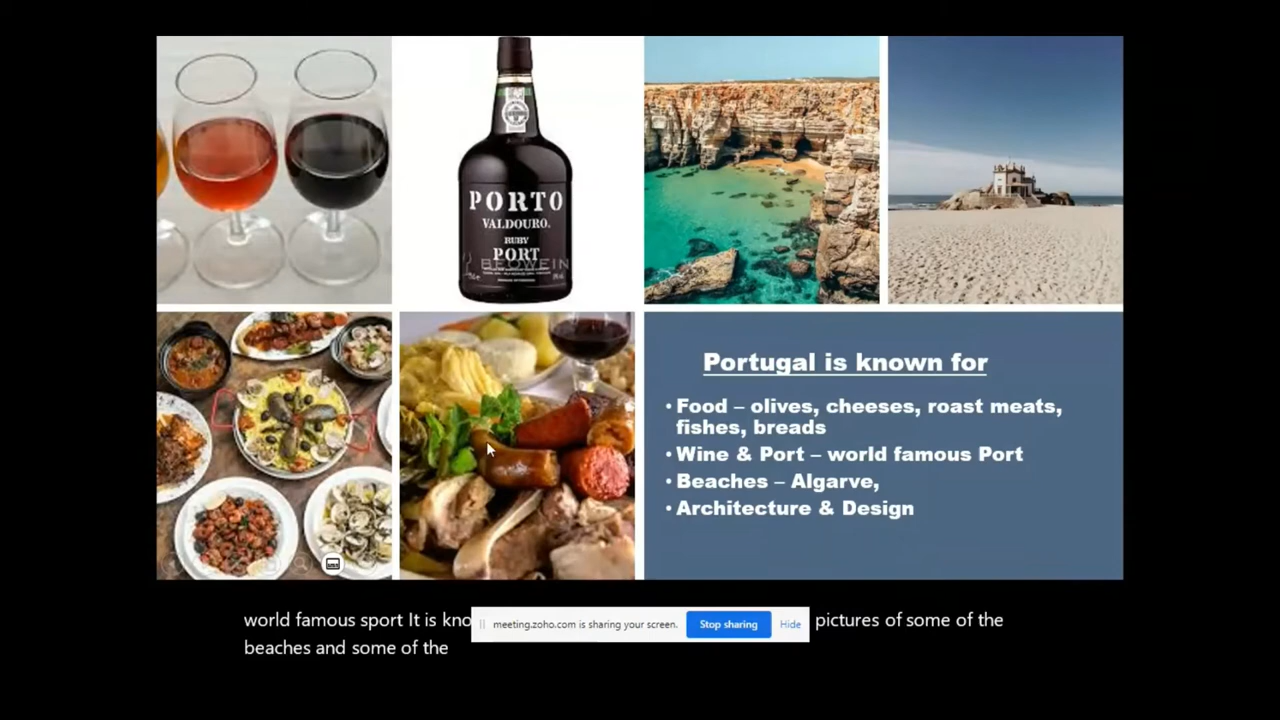 PORTO
VALDOURO.
RUBY
PORT
BEOWEIN
Portugal is known for
• Food – olives, cheeses, roast meats,
fishes, breads
• Wine & Port – world famous Port
• Beaches – Algarve,
• Architecture & Design
world famous sport It is kno
meeting.zoho.com is sharing your screen. Stop sharing Hide
pictures of some of the
beaches and some of the